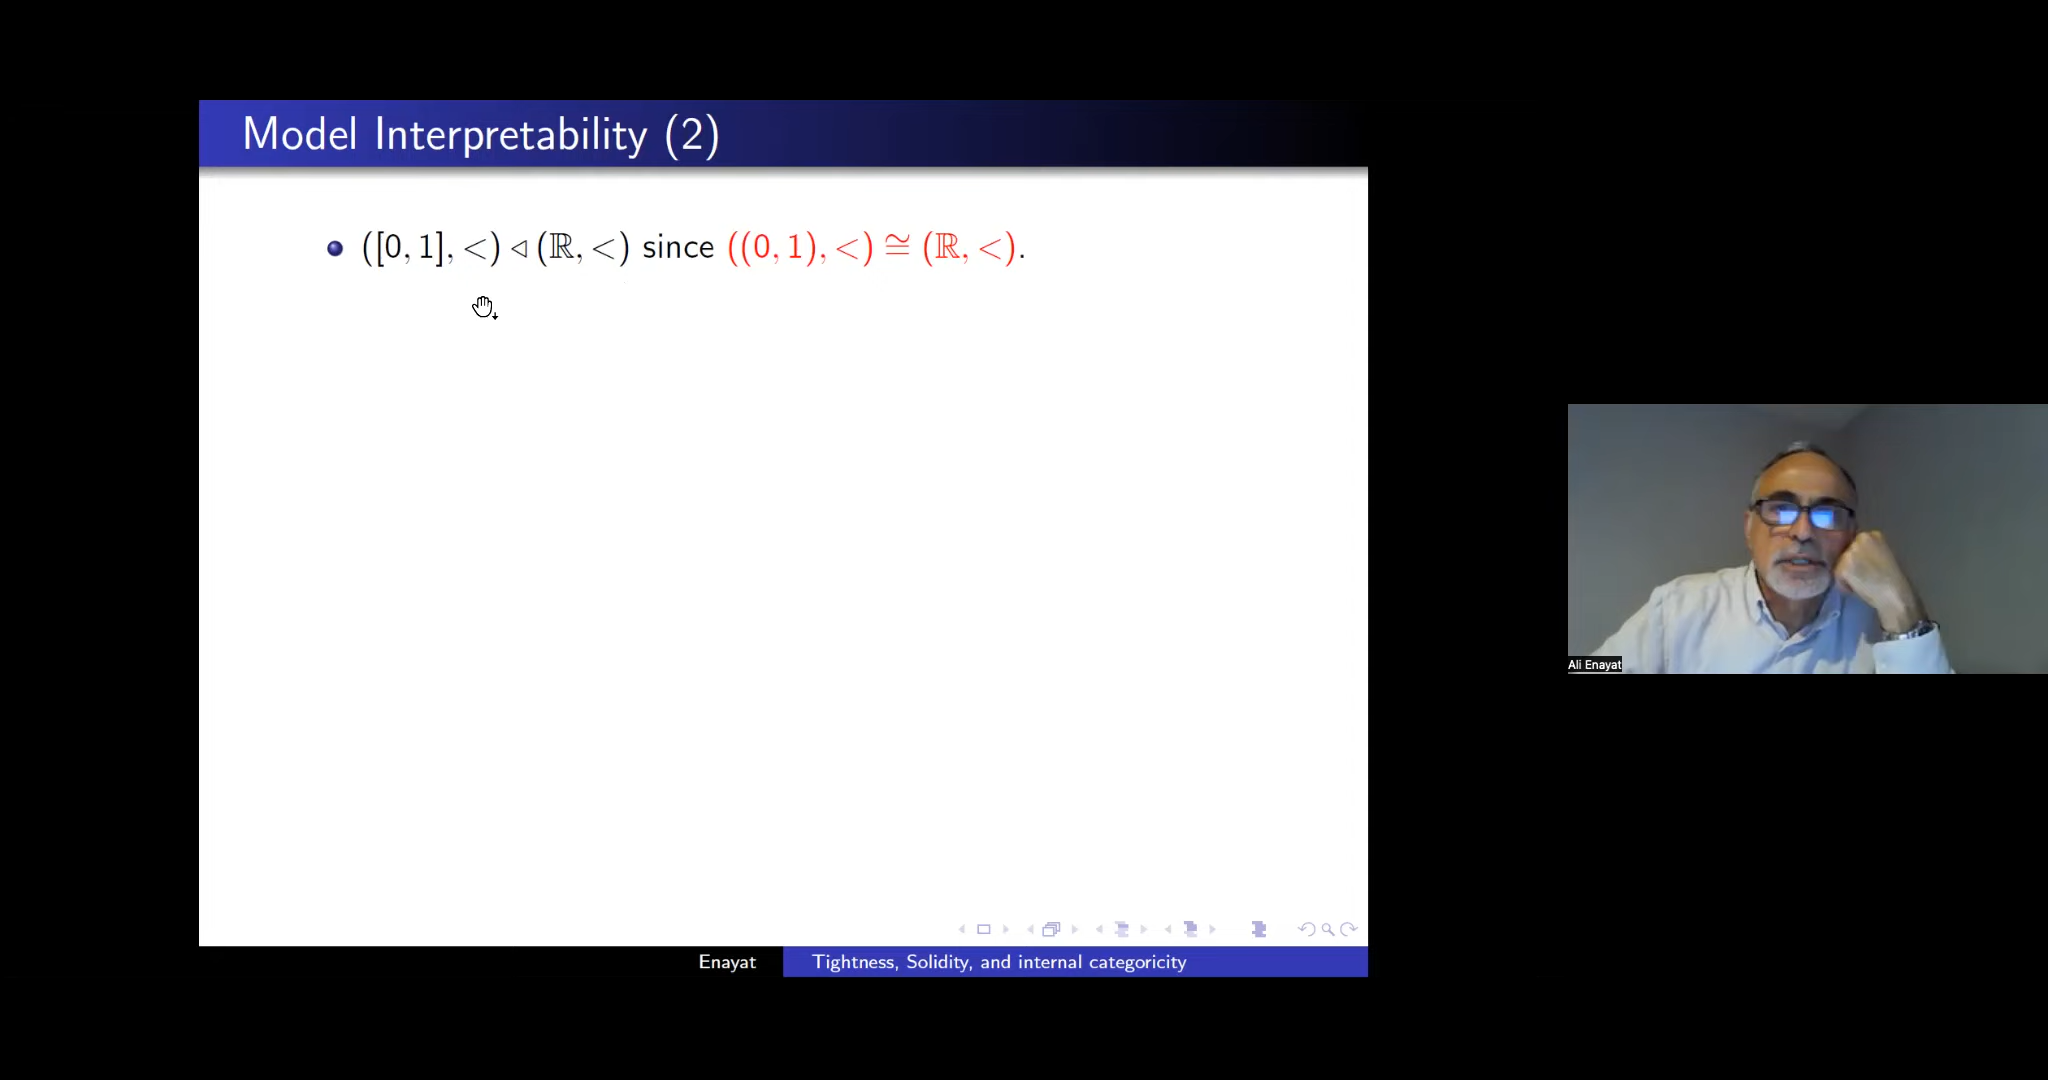 Model Interpretability (2)
([0, 1], <) ◁ (ℝ, <) since ((0, 1), <) ≅ (ℝ, <).
Ali Enayat
Enayat Tightness, Solidity, and internal categoricity